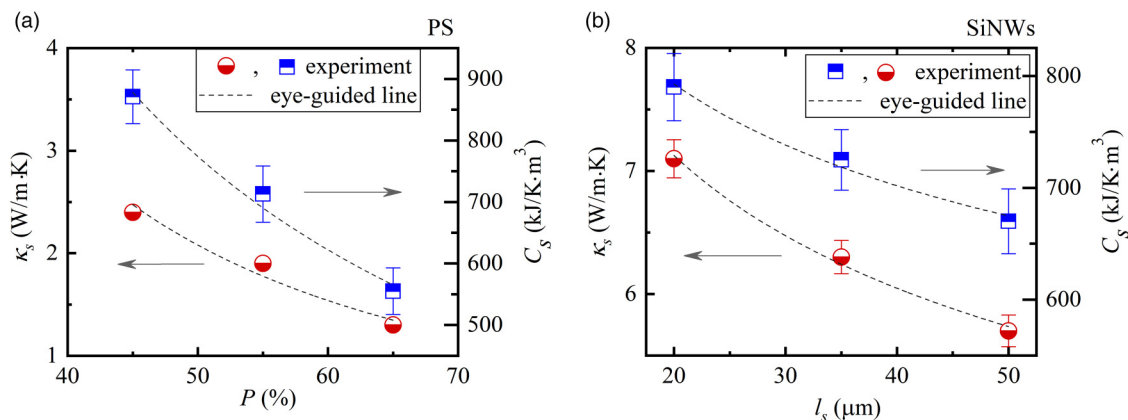 (a)
PS
4
3
2
1
κs (W/m·K)
, experiment
eye-guided line
900
800
700
600
500
Cs (kJ/K·m3)
40 50 60 70
P (%)
(b)
SiNWs
8
7
6
κs (W/m·K)
, experiment
eye-guided line
800
700
600
Cs (kJ/K·m3)
20 30 40 50
ls (μm)